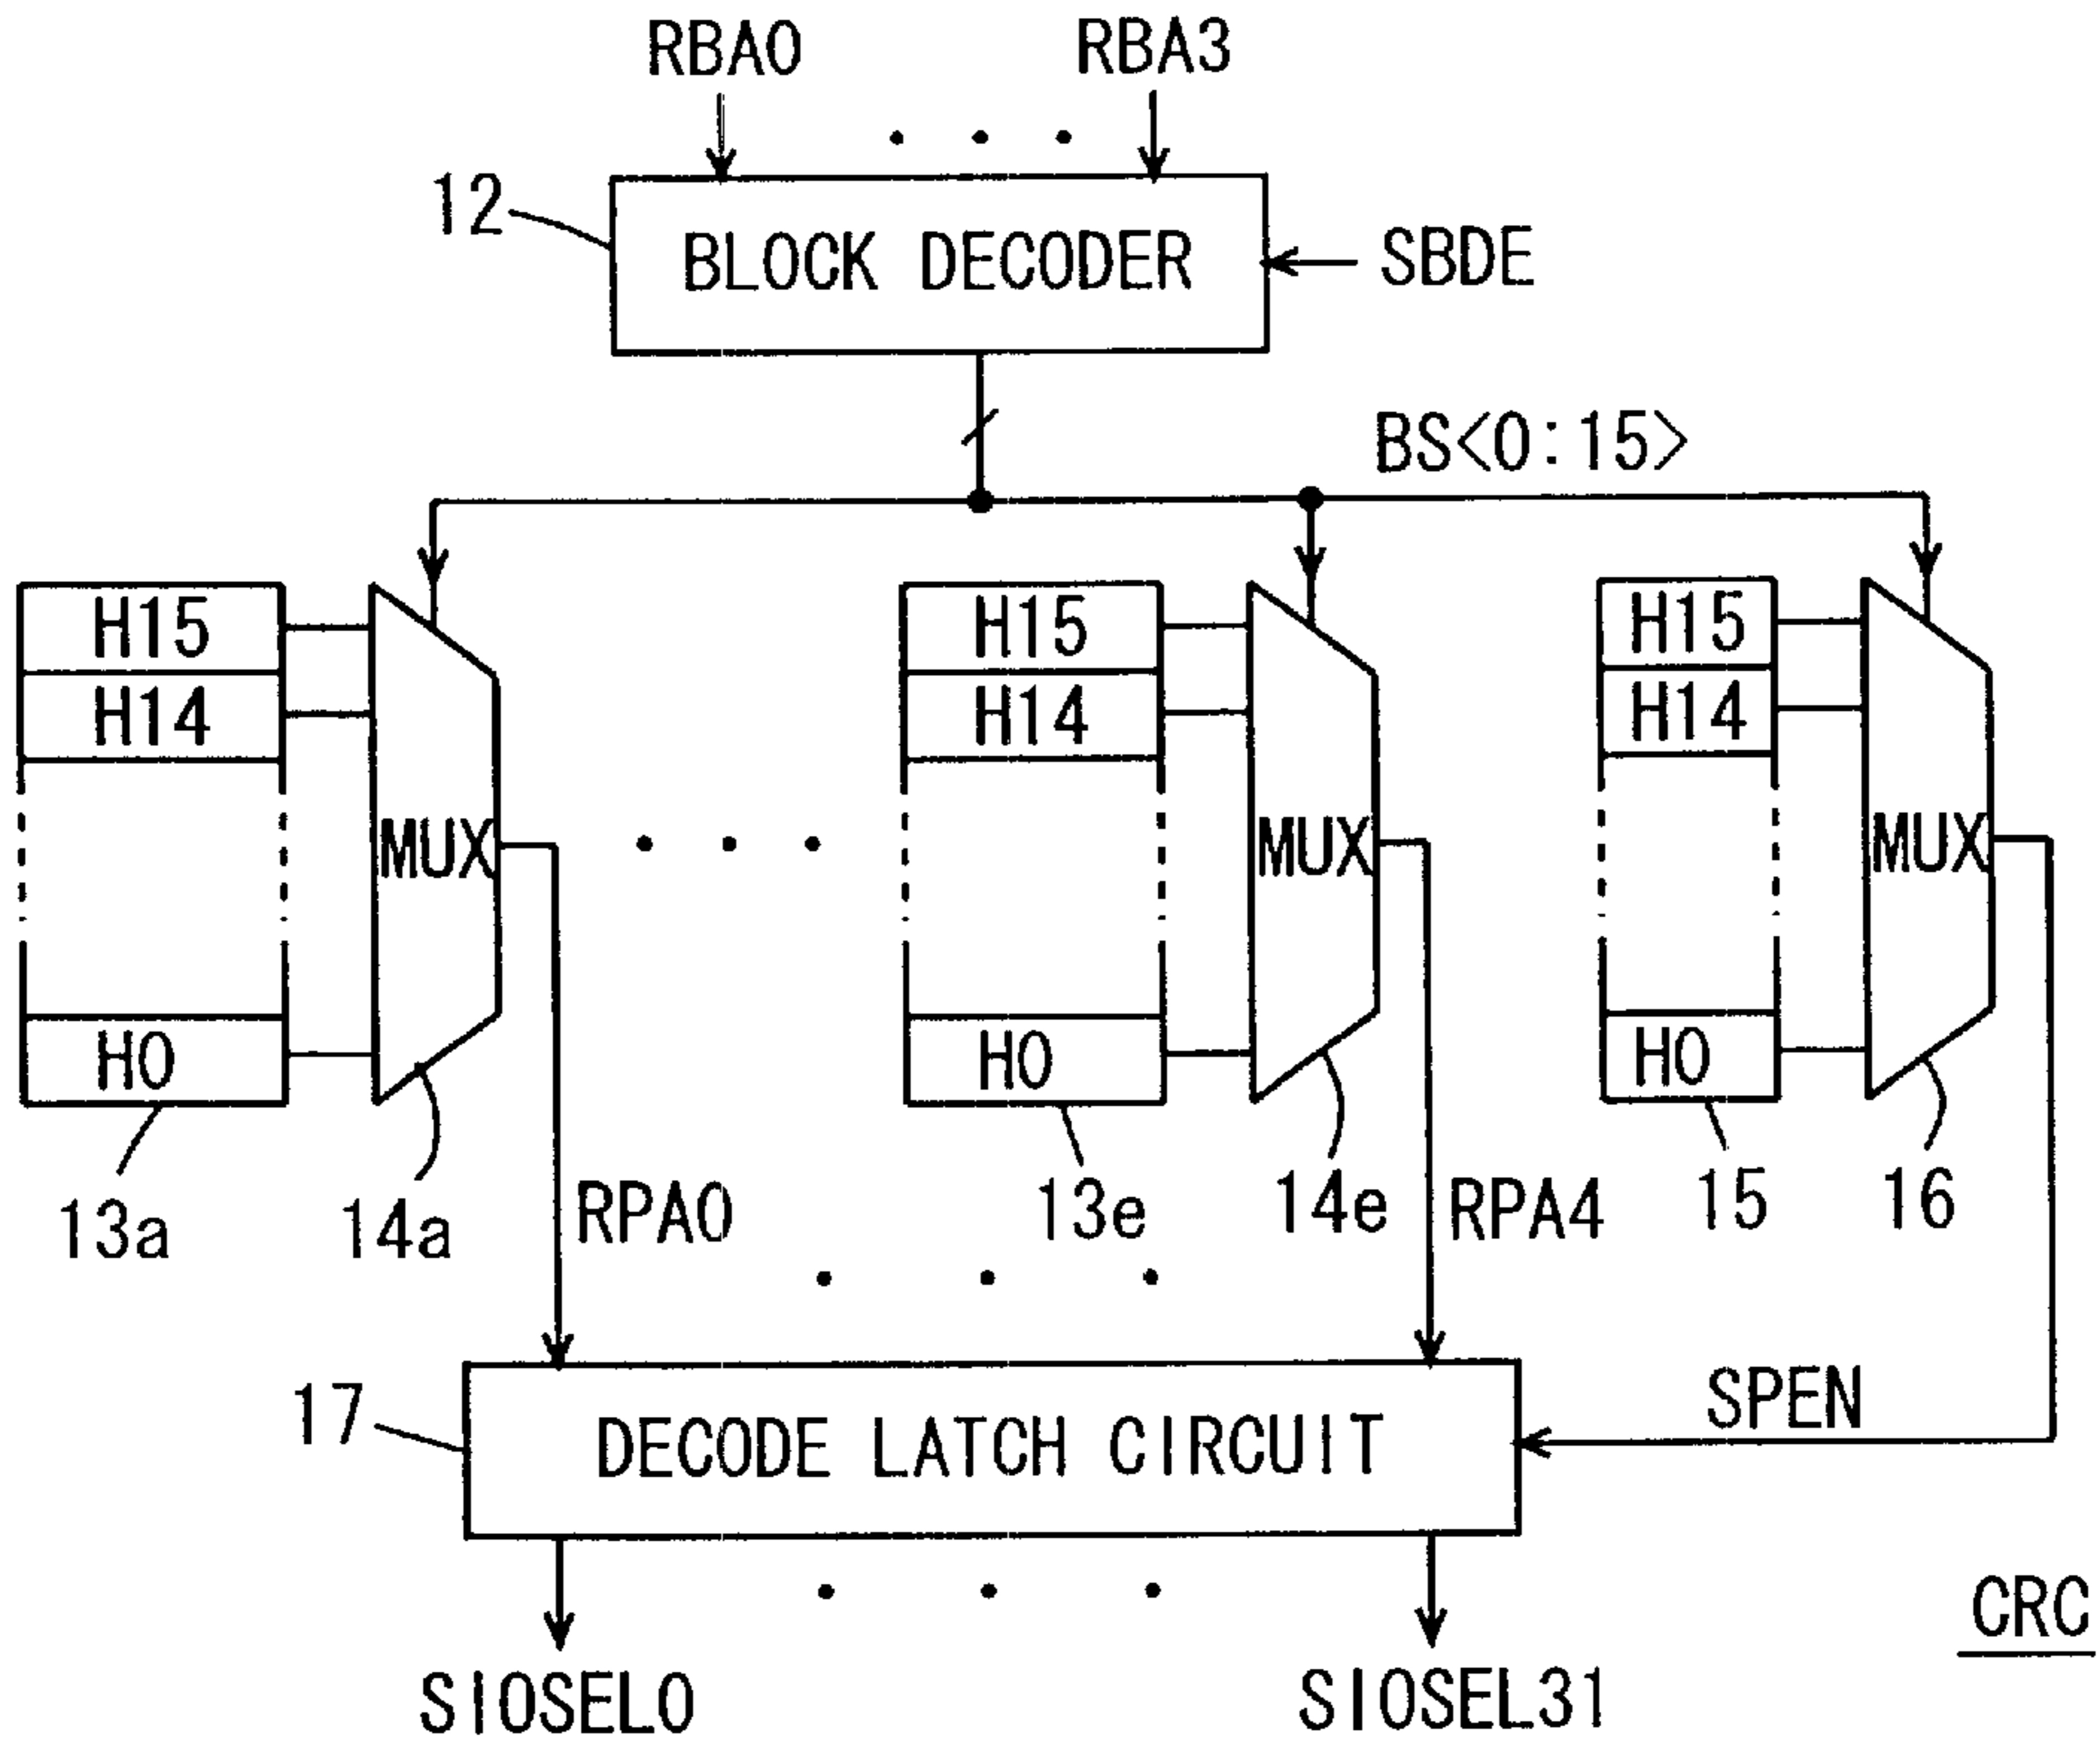 RBA0 RBA3
12 BLOCK DECODER SBDE
BS<0:15>
H15 H15 H15
H14 H14 H14
MUX MUX MUX
H0 H0 H0
13a 14a RPA0 13e 14e RPA4 15 16
17 DECODE LATCH CIRCUIT SPEN
CRC
SIOSEL0 SIOSEL31